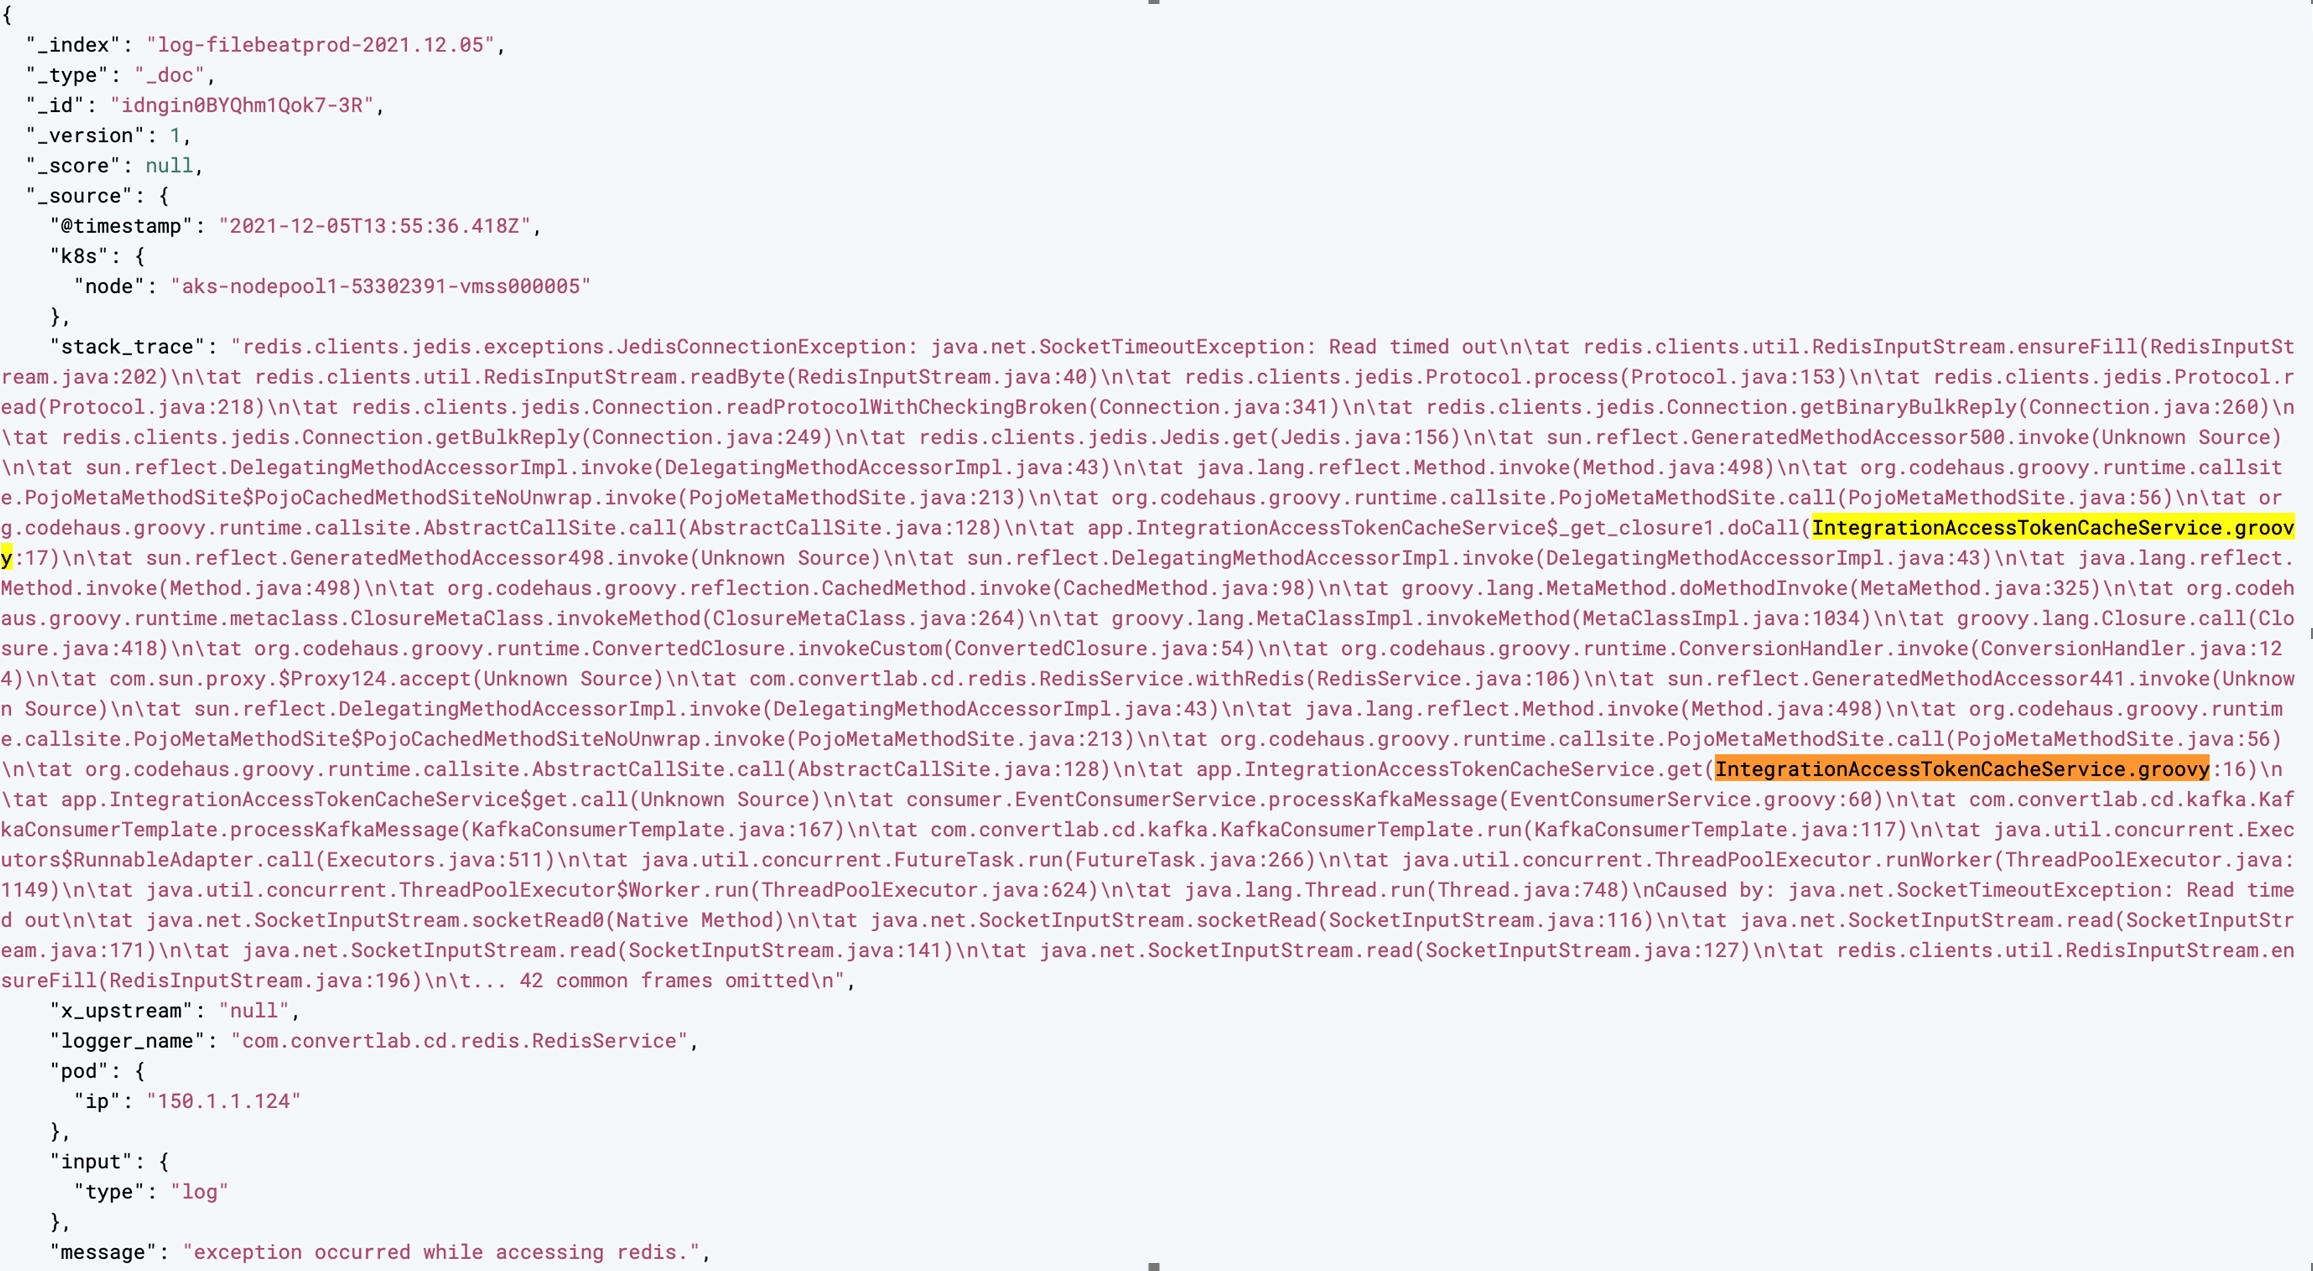 {
"_index": "log-filebeatprod-2021.12.05",
"_type": "_doc",
"_id": "idngin0BYQhm1Qok7-3R",
"_version": 1,
"_score": null,
"_source": {
"@timestamp": "2021-12-05T13:55:36.418Z",
"k8s": {
"node": "aks-nodepool1-53302391-vmss000005"
},
"stack_trace": "redis.clients.jedis.exceptions.JedisConnectionException: java.net.SocketTimeoutException: Read timed out\n\tat redis.clients.util.RedisInputStream.ensureFill(RedisInputSt
ream.java:202)\n\tat redis.clients.util.RedisInputStream.readByte(RedisInputStream.java:40)\n\tat redis.clients.jedis.Protocol.process(Protocol.java:153)\n\tat redis.clients.jedis.Protocol.r
ead(Protocol.java:218)\n\tat redis.clients.jedis.Connection.readProtocolWithCheckingBroken(Connection.java:341)\n\tat redis.clients.jedis.Connection.getBinaryBulkReply(Connection.java:260)\n
\tat redis.clients.jedis.Connection.getBulkReply(Connection.java:249)\n\tat redis.clients.jedis.Jedis.get(Jedis.java:156)\n\tat sun.reflect.GeneratedMethodAccessor500.invoke(Unknown Source)
\n\tat sun.reflect.DelegatingMethodAccessorImpl.invoke(DelegatingMethodAccessorImpl.java:43)\n\tat java.lang.reflect.Method.invoke(Method.java:498)\n\tat org.codehaus.groovy.runtime.callsit
e.PojoMetaMethodSite$PojoCachedMethodSiteNoUnwrap.invoke(PojoMetaMethodSite.java:213)\n\tat org.codehaus.groovy.runtime.callsite.PojoMetaMethodSite.call(PojoMetaMethodSite.java:56)\n\tat or
g.codehaus.groovy.runtime.callsite.AbstractCallSite.call(AbstractCallSite.java:128)\n\tat app.IntegrationAccessTokenCacheService$_get_closure1.doCall(IntegrationAccessTokenCacheService.groov
y:17)\n\tat sun.reflect.GeneratedMethodAccessor498.invoke(Unknown Source)\n\tat sun.reflect.DelegatingMethodAccessorImpl.invoke(DelegatingMethodAccessorImpl.java:43)\n\tat java.lang.reflect.
Method.invoke(Method.java:498)\n\tat org.codehaus.groovy.reflection.CachedMethod.invoke(CachedMethod.java:98)\n\tat groovy.lang.MetaMethod.doMethodInvoke(MetaMethod.java:325)\n\tat org.codeh
aus.groovy.runtime.metaclass.ClosureMetaClass.invokeMethod(ClosureMetaClass.java:264)\n\tat groovy.lang.MetaClassImpl.invokeMethod(MetaClassImpl.java:1034)\n\tat groovy.lang.Closure.call(Clo
sure.java:418)\n\tat org.codehaus.groovy.runtime.ConvertedClosure.invokeCustom(ConvertedClosure.java:54)\n\tat org.codehaus.groovy.runtime.ConversionHandler.invoke(ConversionHandler.java:12
4)\n\tat com.sun.proxy.$Proxy124.accept(Unknown Source)\n\tat com.convertlab.cd.redis.RedisService.withRedis(RedisService.java:106)\n\tat sun.reflect.GeneratedMethodAccessor441.invoke(Unknow
n Source)\n\tat sun.reflect.DelegatingMethodAccessorImpl.invoke(DelegatingMethodAccessorImpl.java:43)\n\tat java.lang.reflect.Method.invoke(Method.java:498)\n\tat org.codehaus.groovy.runtim
e.callsite.PojoMetaMethodSite$PojoCachedMethodSiteNoUnwrap.invoke(PojoMetaMethodSite.java:213)\n\tat org.codehaus.groovy.runtime.callsite.PojoMetaMethodSite.call(PojoMetaMethodSite.java:56)
\n\tat org.codehaus.groovy.runtime.callsite.AbstractCallSite.call(AbstractCallSite.java:128)\n\tat app.IntegrationAccessTokenCacheService.get(IntegrationAccessTokenCacheService.groovy:16)\n
\tat app.IntegrationAccessTokenCacheService$get.call(Unknown Source)\n\tat consumer.EventConsumerService.processKafkaMessage(EventConsumerService.groovy:60)\n\tat com.convertlab.cd.kafka.Kaf
kaConsumerTemplate.processKafkaMessage(KafkaConsumerTemplate.java:167)\n\tat com.convertlab.cd.kafka.KafkaConsumerTemplate.run(KafkaConsumerTemplate.java:117)\n\tat java.util.concurrent.Exec
utors$RunnableAdapter.call(Executors.java:511)\n\tat java.util.concurrent.FutureTask.run(FutureTask.java:266)\n\tat java.util.concurrent.ThreadPoolExecutor.runWorker(ThreadPoolExecutor.java:
1149)\n\tat java.util.concurrent.ThreadPoolExecutor$Worker.run(ThreadPoolExecutor.java:624)\n\tat java.lang.Thread.run(Thread.java:748)\nCaused by: java.net.SocketTimeoutException: Read time
d out\n\tat java.net.SocketInputStream.socketRead0(Native Method)\n\tat java.net.SocketInputStream.socketRead(SocketInputStream.java:116)\n\tat java.net.SocketInputStream.read(SocketInputStr
eam.java:171)\n\tat java.net.SocketInputStream.read(SocketInputStream.java:141)\n\tat java.net.SocketInputStream.read(SocketInputStream.java:127)\n\tat redis.clients.util.RedisInputStream.en
sureFill(RedisInputStream.java:196)\n\t... 42 common frames omitted\n",
"x_upstream": "null",
"logger_name": "com.convertlab.cd.redis.RedisService",
"pod": {
"ip": "150.1.1.124"
},
"input": {
"type": "log"
},
"message": "exception occurred while accessing redis.",